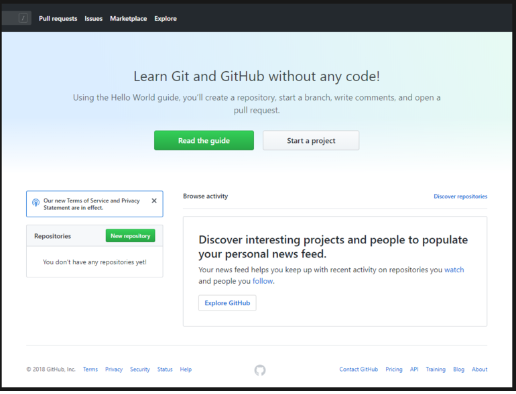 / Pull requests Issues Marketplace Explore
Learn Git and GitHub without any code!
Using the Hello World guide, you'll create a repository, start a branch, write comments, and open a
pull request.
Read the guide Start a project
Our new Terms of Service and Privacy
Statement are in effect.
Repositories New repository
You don't have any repositories yet!
Browse activity Discover repositories
Discover interesting projects and people to populate
your personal news feed.
Your news feed helps you keep up with recent activity on repositories you watch
and people you follow.
Explore GitHub
© 2018 GitHub, Inc. Terms Privacy Security Status Help Contact GitHub Pricing API Training Blog About